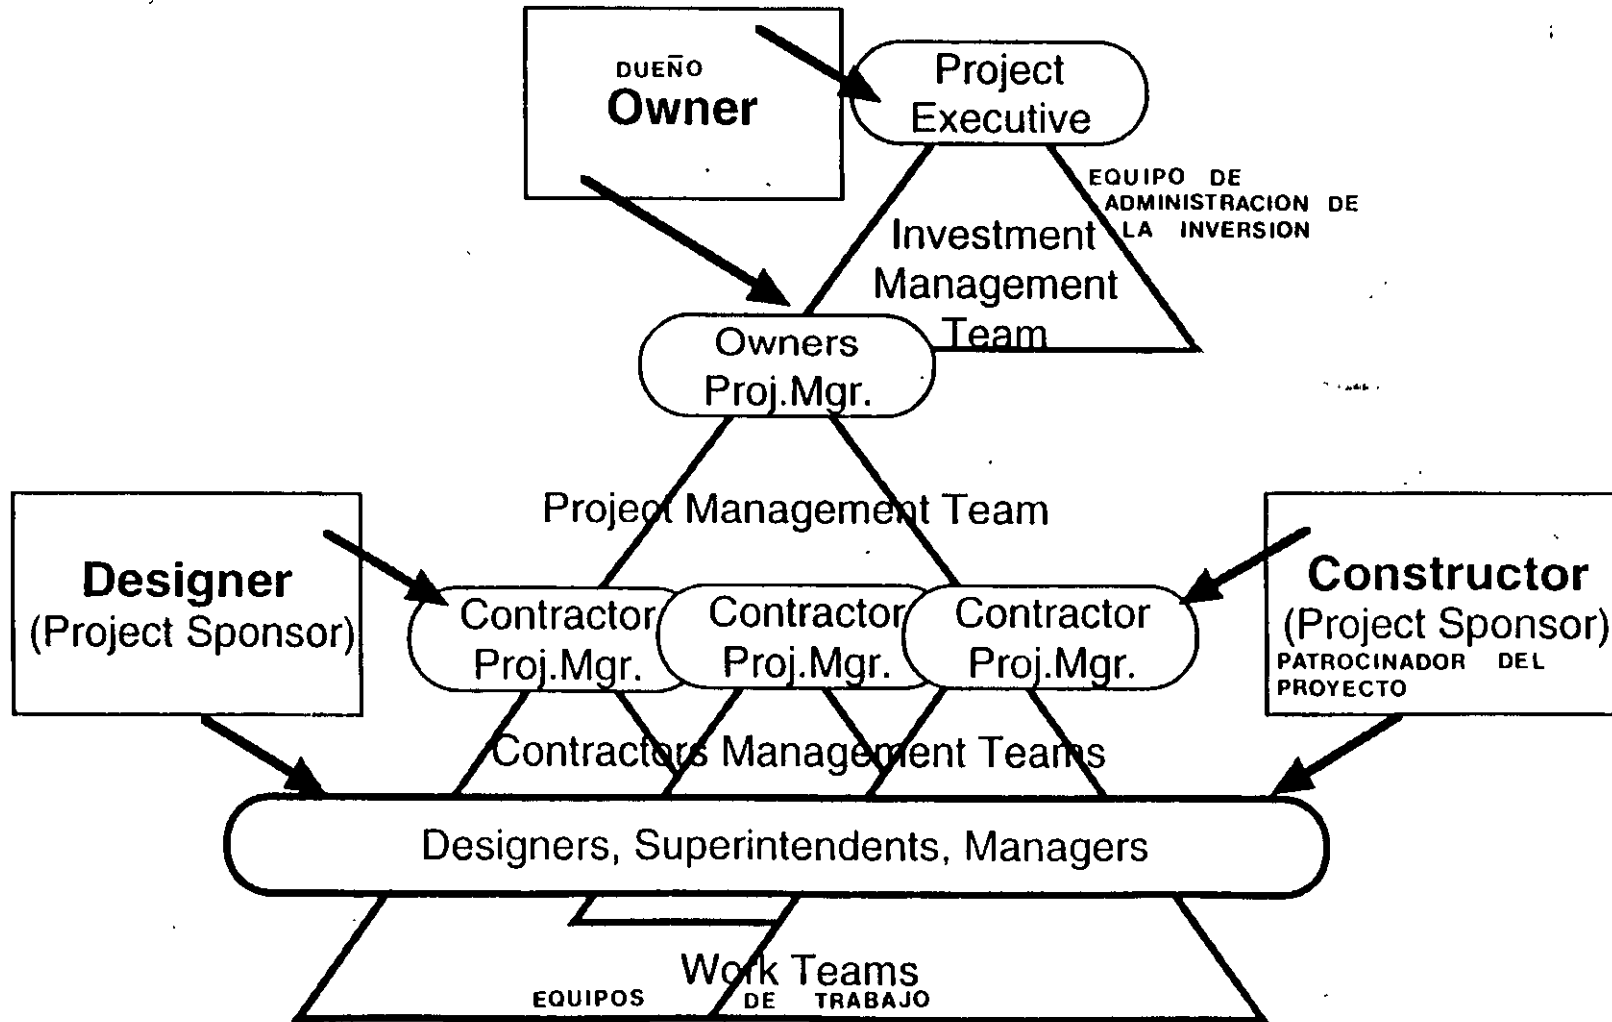 DUEÑO
Owner
Project
Executive
EQUIPO DE
ADMINISTRACION DE
LA INVERSION
Investment
Management
Team
Owners
Proj.Mgr.
Project Management Team
Designer
(Project Sponsor)
Contractor
Proj.Mgr.
Contractor
Proj.Mgr.
Contractor
Proj.Mgr.
Constructor
(Project Sponsor)
PATROCINADOR DEL
PROYECTO
Contractors Management Teams
Designers, Superintendents, Managers
Work Teams
EQUIPOS DE TRABAJO